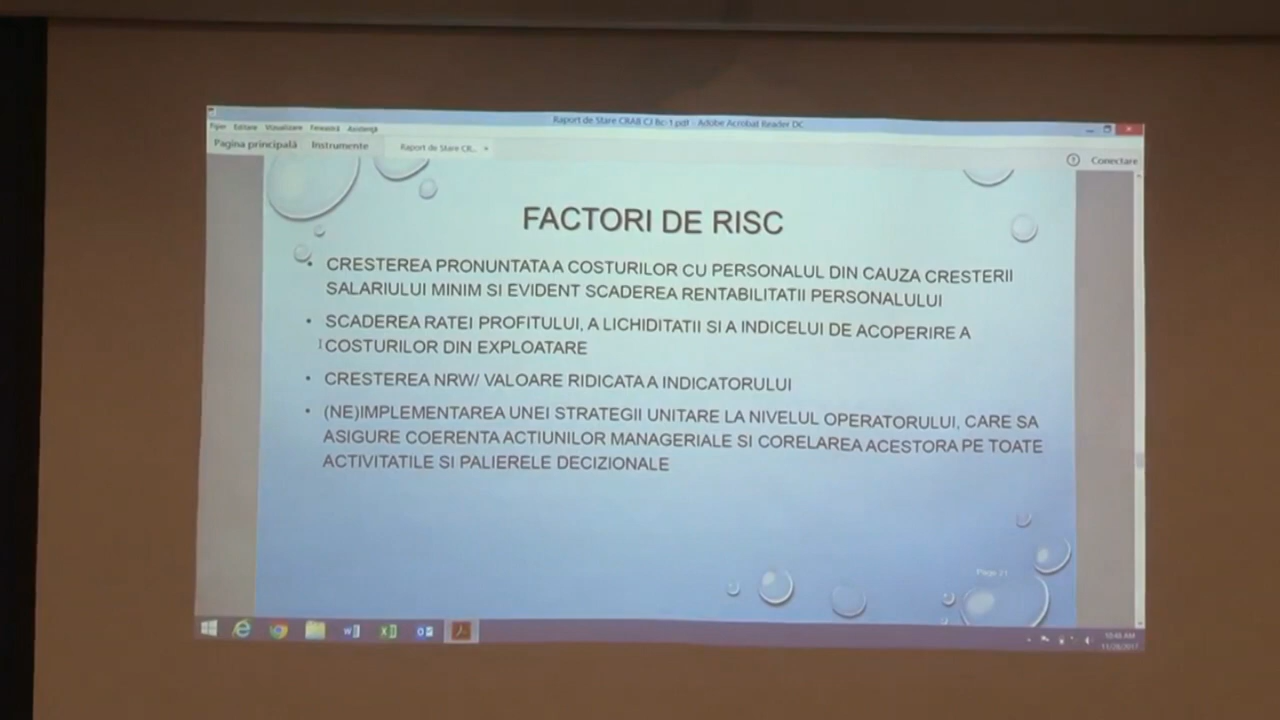 Raport de Stare CRAB CJ Bc-1.pdf - Adobe Acrobat Reader DC
Fișier Editare Vizualizare Fereastră Asistență
Pagina principală Instrumente Raport de Stare CR... Conectare
FACTORI DE RISC
• CRESTEREA PRONUNTATA A COSTURILOR CU PERSONALUL DIN CAUZA CRESTERII
SALARIULUI MINIM SI EVIDENT SCADEREA RENTABILITATII PERSONALULUI
• SCADEREA RATEI PROFITULUI, A LICHIDITATII SI A INDICELUI DE ACOPERIRE A
COSTURILOR DIN EXPLOATARE
• CRESTEREA NRW/ VALOARE RIDICATA A INDICATORULUI
• (NE)IMPLEMENTAREA UNEI STRATEGII UNITARE LA NIVELUL OPERATORULUI, CARE SA
ASIGURE COERENTA ACTIUNILOR MANAGERIALE SI CORELAREA ACESTORA PE TOATE
ACTIVITATILE SI PALIERELE DECIZIONALE
Page 21